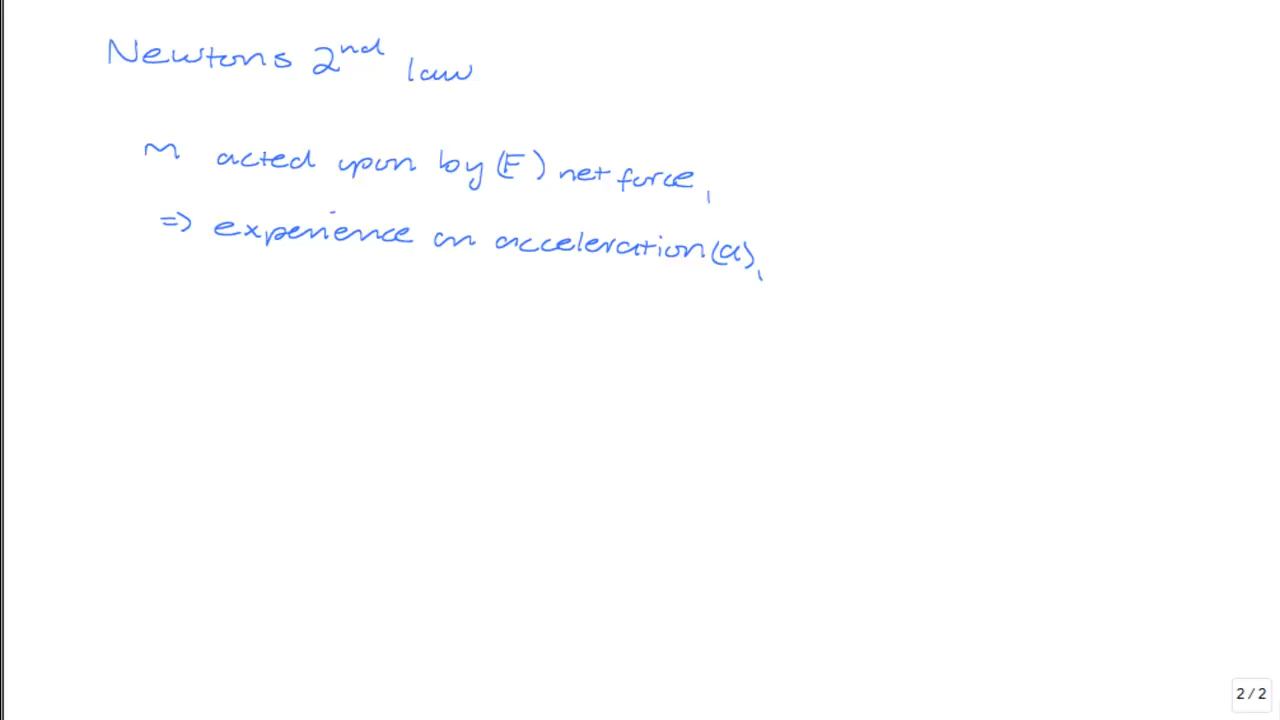 Newtons 2nd law
m acted upon by (F) net force,
=> experience an acceleration (a),
2 / 2